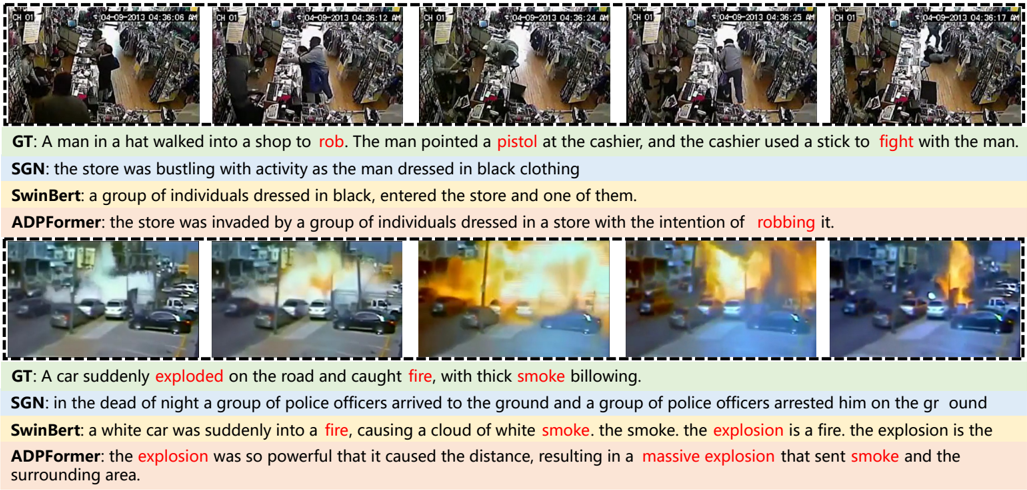 CH 01 04-09-2013 04:36:06 AM
CH 01 04-09-2013 04:36:12 AM
CH 01 04-09-2013 04:36:24 AM
CH 01 04-09-2013 04:36:25 AM
CH 01 04-09-2013 04:36:17 AM
GT: A man in a hat walked into a shop to rob. The man pointed a pistol at the cashier, and the cashier used a stick to fight with the man.
SGN: the store was bustling with activity as the man dressed in black clothing
SwinBert: a group of individuals dressed in black, entered the store and one of them.
ADPFormer: the store was invaded by a group of individuals dressed in a store with the intention of robbing it.
GT: A car suddenly exploded on the road and caught fire, with thick smoke billowing.
SGN: in the dead of night a group of police officers arrived to the ground and a group of police officers arrested him on the gr ound
SwinBert: a white car was suddenly into a fire, causing a cloud of white smoke. the smoke. the explosion is a fire. the explosion is the
ADPFormer: the explosion was so powerful that it caused the distance, resulting in a massive explosion that sent smoke and the
surrounding area.